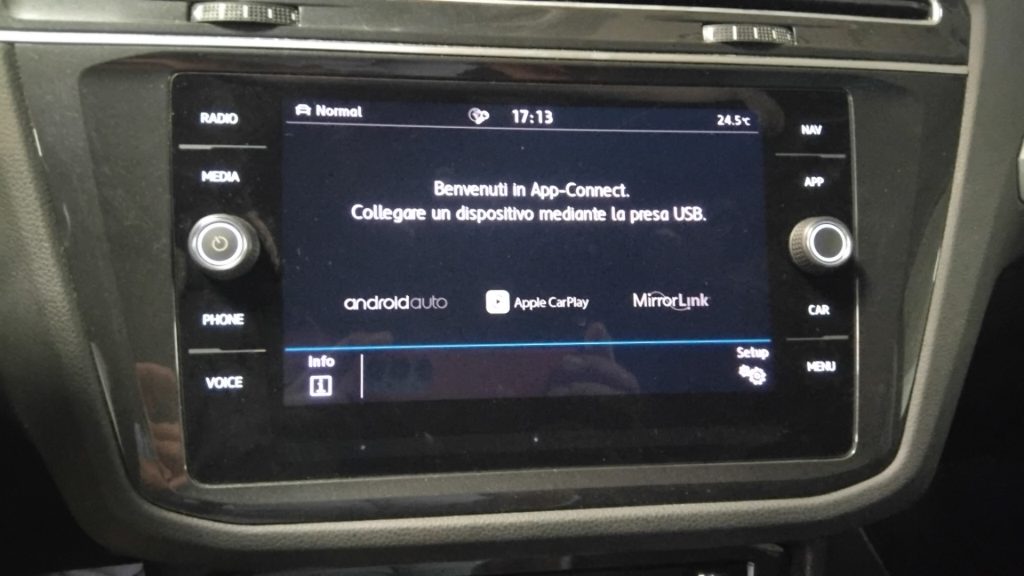 RADIO
MEDIA
PHONE
VOICE
Normal
17:13
24.5°C
Benvenuti in App-Connect.
Collegare un dispositivo mediante la presa USB.
androidauto
Apple CarPlay
MirrorLink
Info
Setup
NAV
APP
CAR
MENU